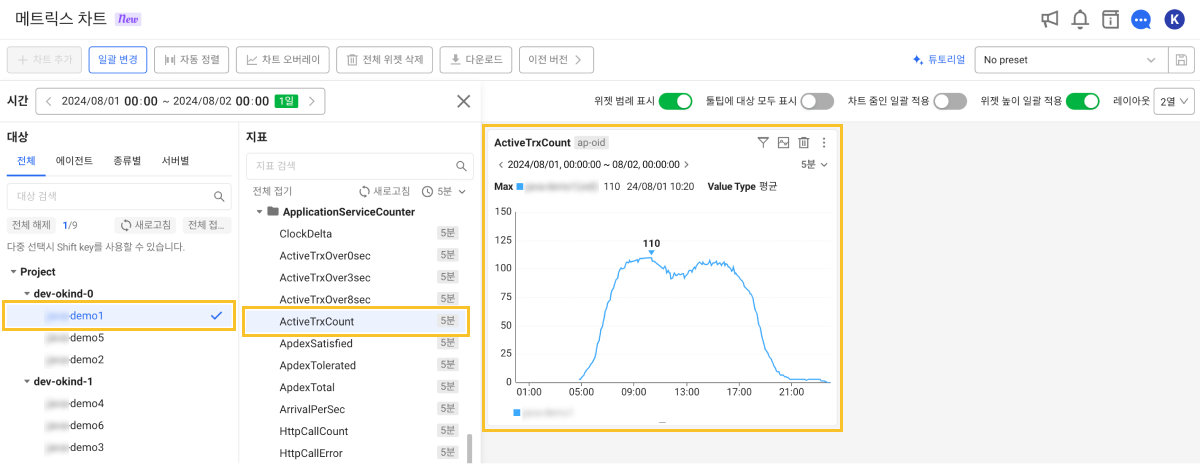 메트릭스 차트 New
K
+ 차트 추가 일괄 변경 자동 정렬 차트 오버레이 전체 위젯 삭제 다운로드 이전 버전 튜토리얼 No preset
시간 2024/08/01 00:00 ~ 2024/08/02 00:00 1일
위젯 범례 표시 툴팁에 대상 모두 표시 차트 줌인 일괄 적용 위젯 높이 일괄 적용 레이아웃 2열
대상
전체 에이전트 종류별 서버별
대상 검색
전체 해제 1/9 새로고침 전체 접...
다중 선택시 Shift key를 사용할 수 있습니다.
Project
dev-okind-0
demo1
demo5
demo2
dev-okind-1
demo4
demo6
demo3
지표
지표 검색
전체 접기 새로고침 5분
ApplicationServiceCounter
ClockDelta 5분
ActiveTrxOver0sec 5분
ActiveTrxOver3sec 5분
ActiveTrxOver8sec 5분
ActiveTrxCount 5분
ApdexSatisfied 5분
ApdexTolerated 5분
ApdexTotal 5분
ArrivalPerSec 5분
HttpCallCount 5분
HttpCallError 5분
ActiveTrxCount ap-oid
2024/08/01, 00:00:00 ~ 08/02, 00:00:00 5분
Max 110 24/08/01 10:20 Value Type 평균
150
125
110
100
75
50
25
0
01:00 05:00 09:00 13:00 17:00 21:00